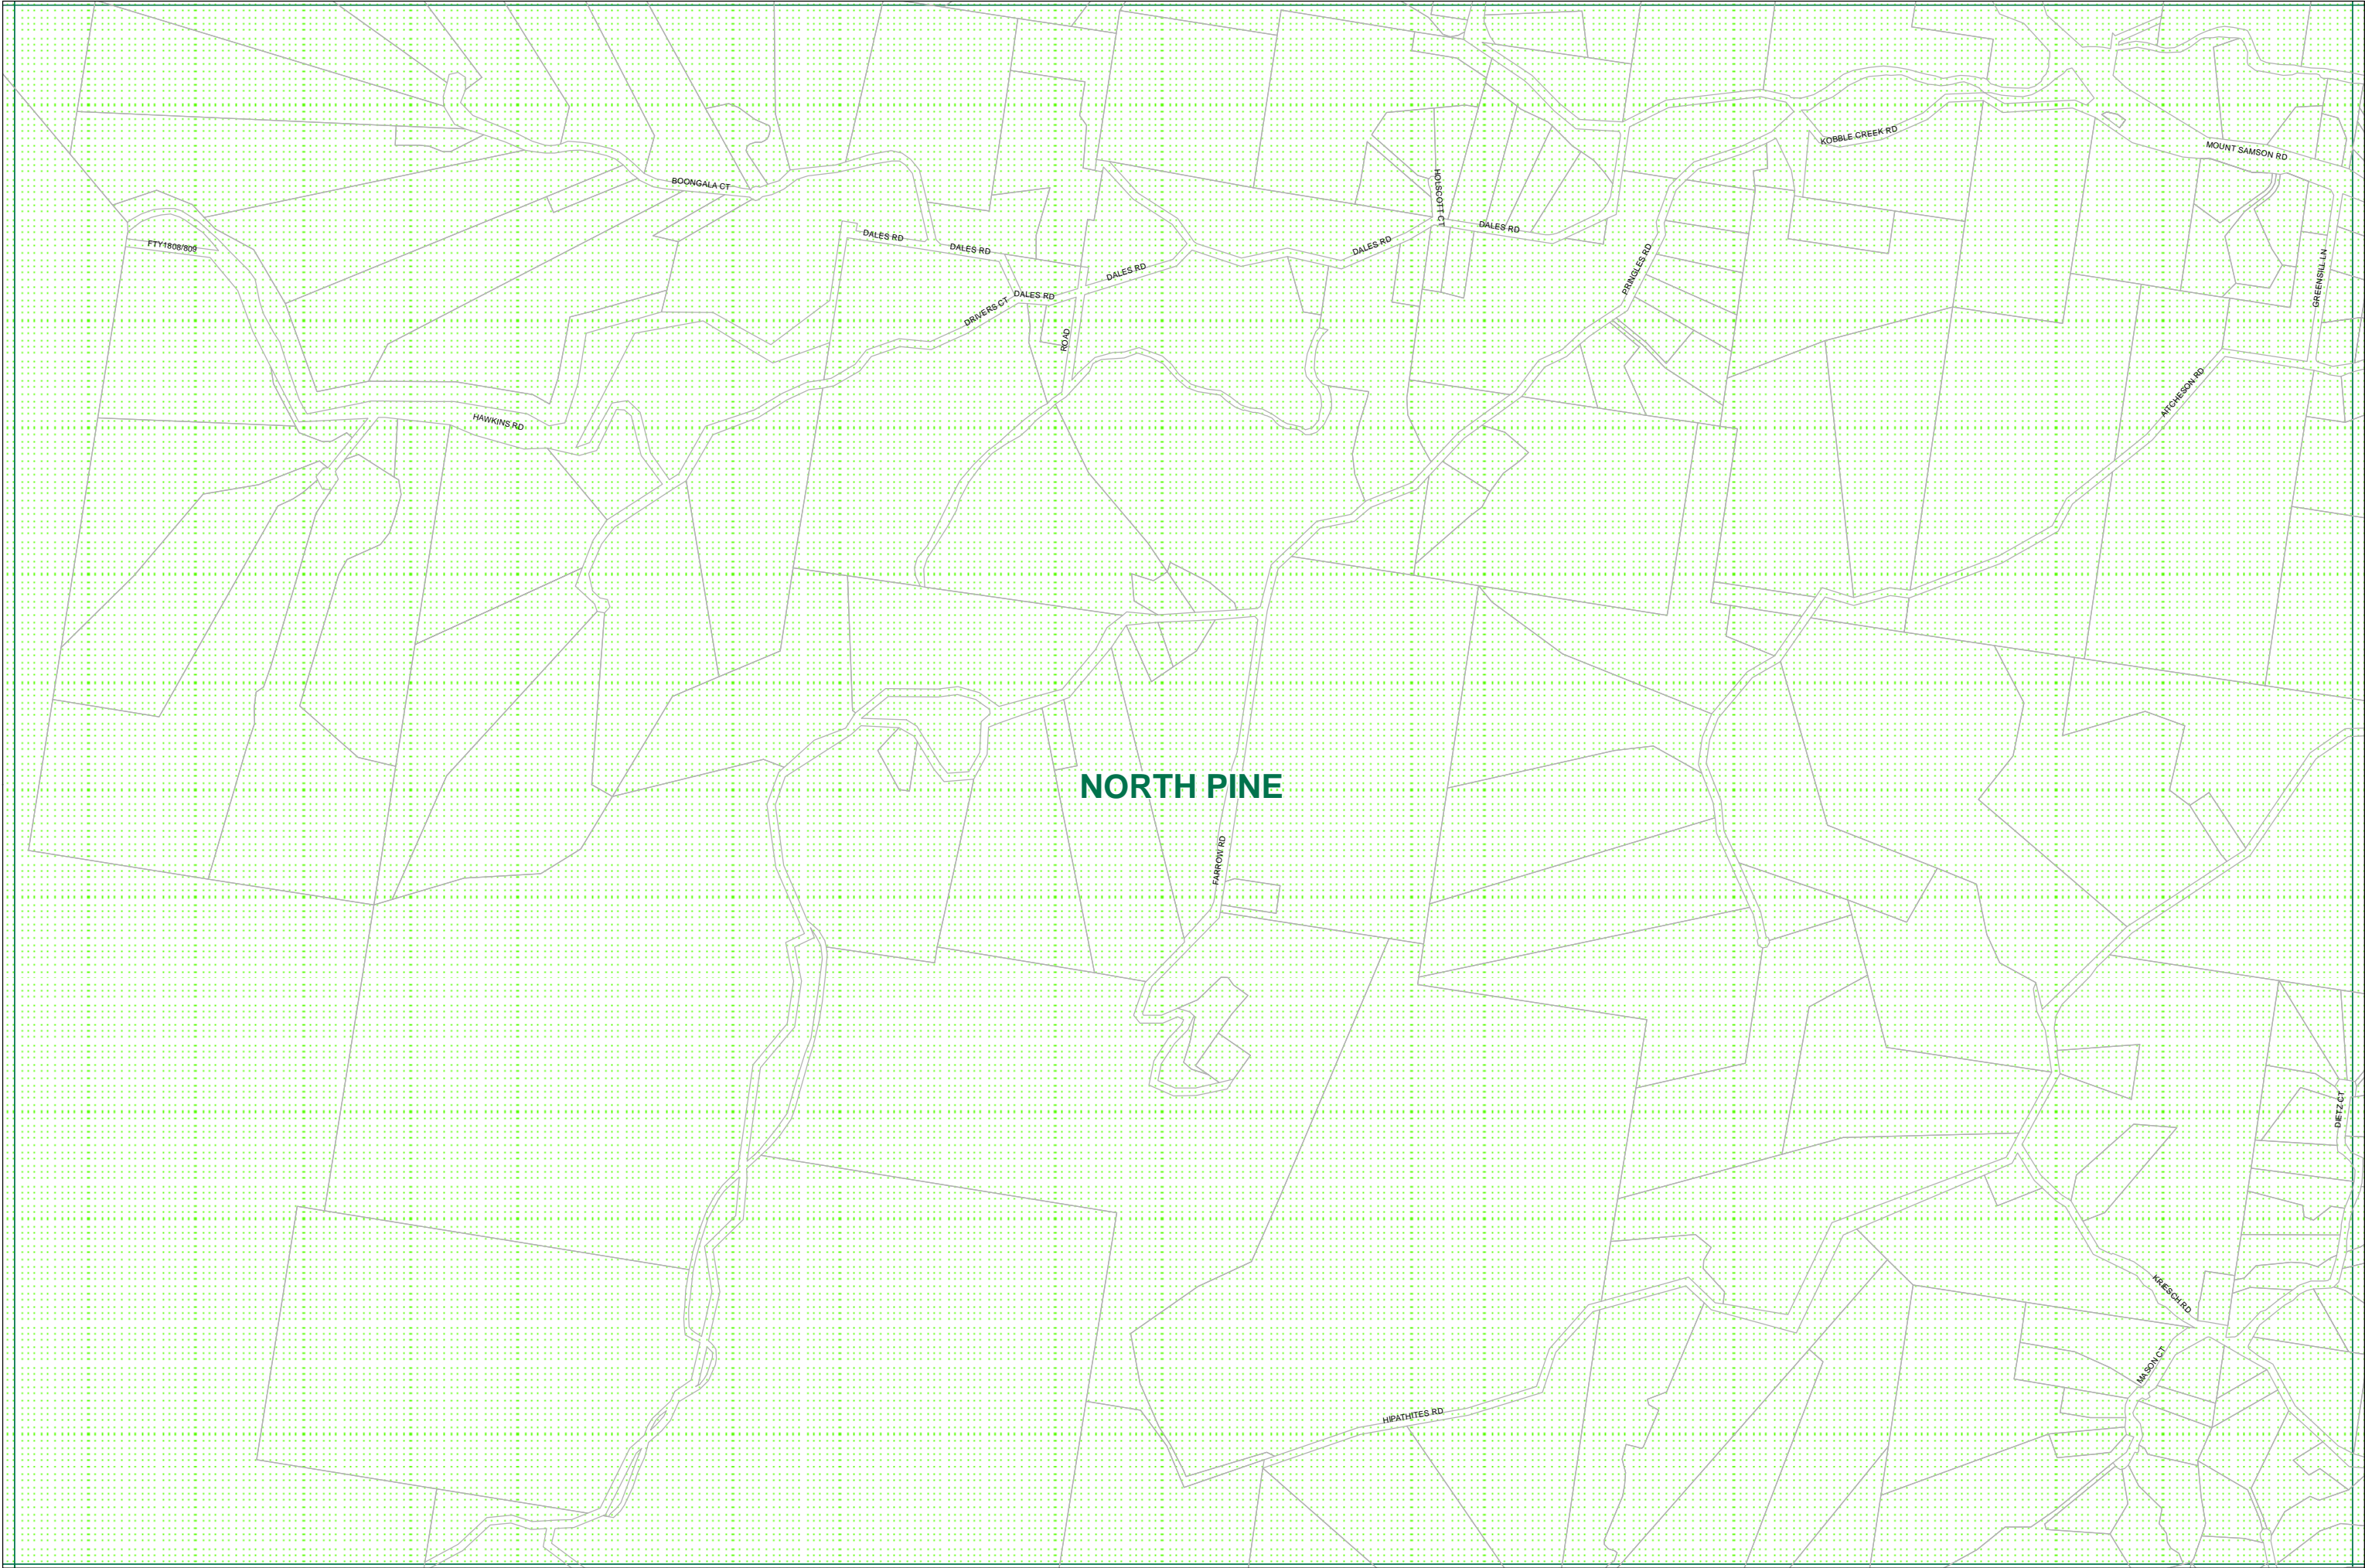 KOBBLE CREEK RD
MOUNT SAMSON RD
BOONGALA CT
HOLSCOTT CT
DALES RD
FTY1808/809
DALES RD
DALES RD
DALES RD
DALES RD
PRINGLES RD
GREENSILL LN
DALES RD
DRIVERS CT
ROAD
AITCHESON RD
HAWKINS RD
NORTH PINE
FARROW RD
DIETZ CT
KRIESCH RD
MASON CT
HIPATHITES RD